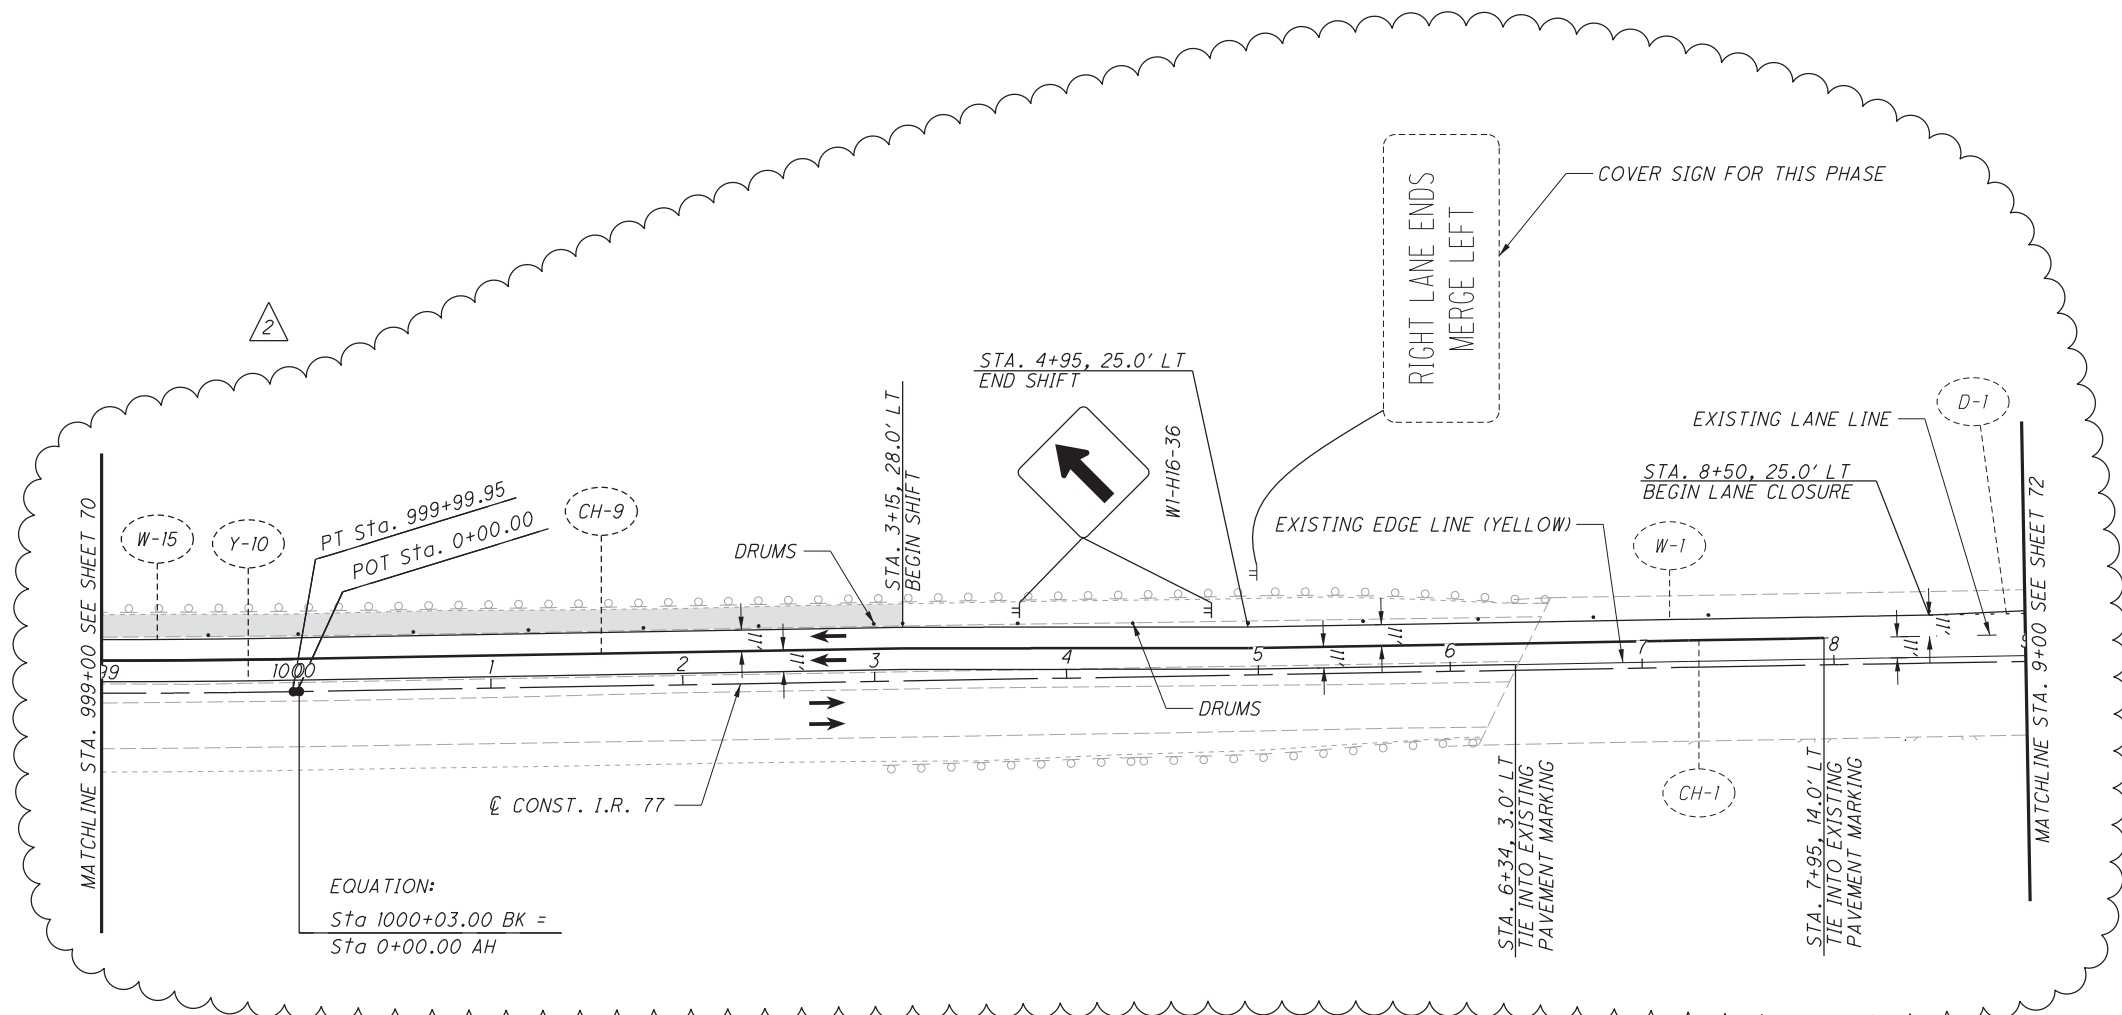 COVER SIGN FOR THIS PHASE
RIGHT LANE ENDS
MERGE LEFT
2
STA. 4+95, 25.0' LT
END SHIFT
W1-H16-36
STA. 3+15, 28.0' LT
BEGIN SHIFT
D-1
EXISTING LANE LINE
STA. 8+50, 25.0' LT
BEGIN LANE CLOSURE
EXISTING EDGE LINE (YELLOW)
W-1
PT Sta. 999+99.95
POT Sta. 0+00.00
CH-9
W-15
Y-10
DRUMS
MATCHLINE STA. 999+00 SEE SHEET 70
MATCHLINE STA. 9+00 SEE SHEET 72
11'
11'
11'
11'
11'
11'
99
1000
1
2
3
4
5
6
7
8
DRUMS
℄ CONST. I.R. 77
CH-1
STA. 6+34, 3.0' LT
TIE INTO EXISTING
PAVEMENT MARKING
STA. 7+95, 14.0' LT
TIE INTO EXISTING
PAVEMENT MARKING
EQUATION:
Sta 1000+03.00 BK =
Sta 0+00.00 AH